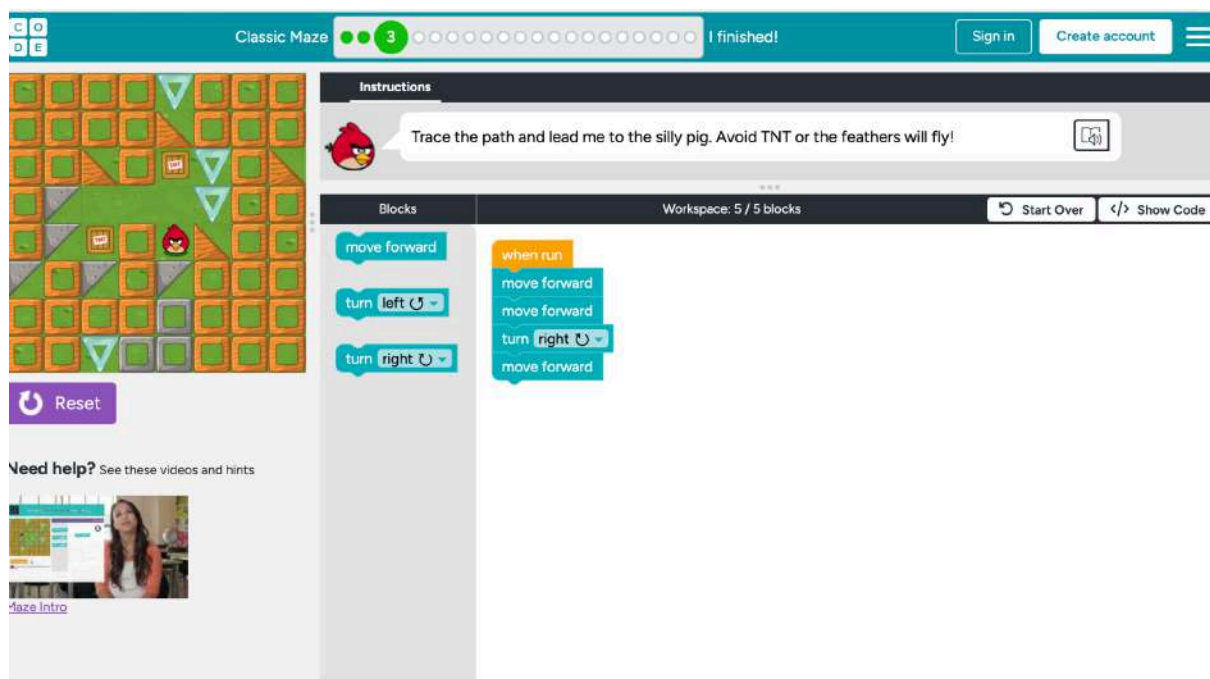 C O
D E
Classic Maze
3
I finished!
Sign in
Create account
Instructions
Trace the path and lead me to the silly pig. Avoid TNT or the feathers will fly!
TNT
TNT
Blocks
Workspace: 5 / 5 blocks
Start Over
</> Show Code
move forward
turn left
turn right
when run
move forward
move forward
turn right
move forward
Reset
Need help? See these videos and hints
Maze Intro